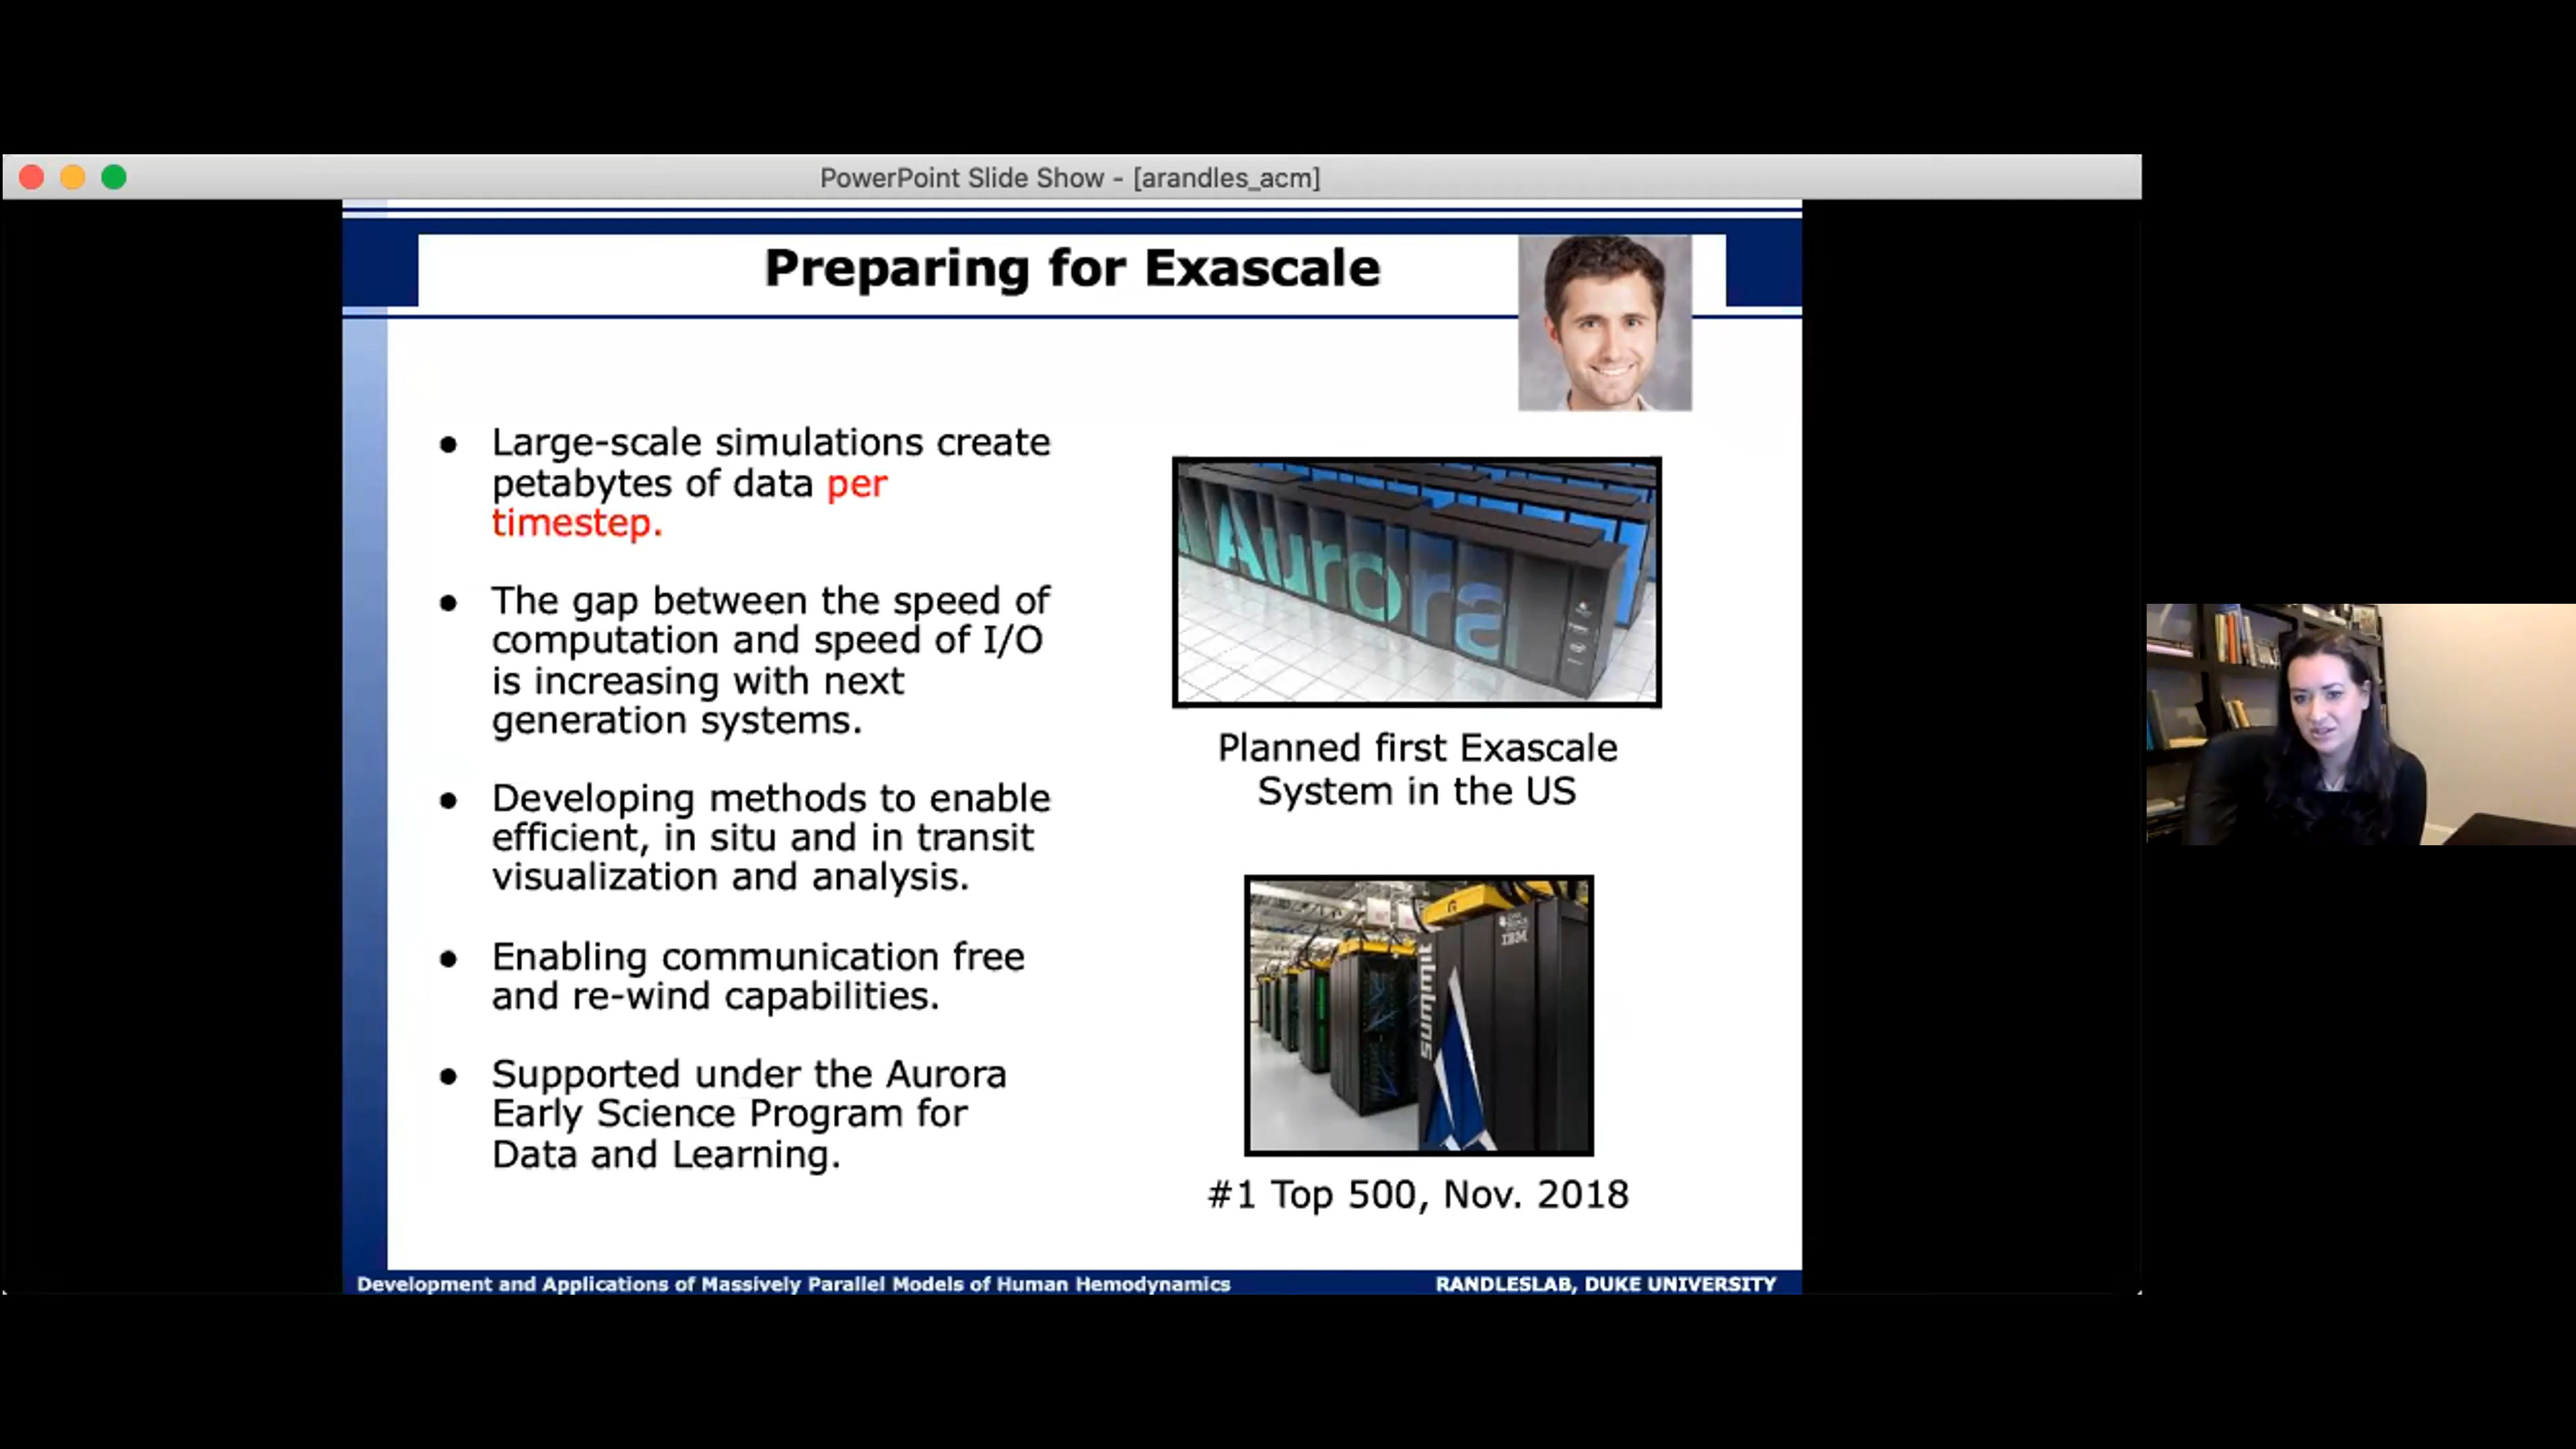 PowerPoint Slide Show - [arandles_acm]
Preparing for Exascale
● Large-scale simulations create
petabytes of data per
timestep.
● The gap between the speed of
computation and speed of I/O
is increasing with next
generation systems.
● Developing methods to enable
efficient, in situ and in transit
visualization and analysis.
● Enabling communication free
and re-wind capabilities.
● Supported under the Aurora
Early Science Program for
Data and Learning.
Aurora
Planned first Exascale
System in the US
summit
IBM
#1 Top 500, Nov. 2018
Development and Applications of Massively Parallel Models of Human Hemodynamics
RANDLESLAB, DUKE UNIVERSITY